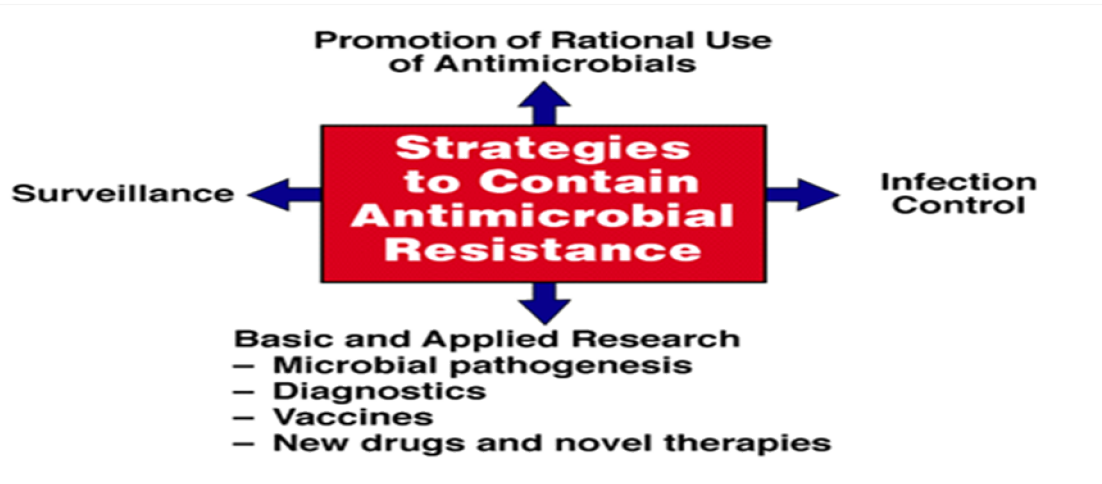 Promotion of Rational Use
of Antimicrobials
Strategies
to Contain
Antimicrobial
Resistance
Surveillance
Infection
Control
Basic and Applied Research
– Microbial pathogenesis
– Diagnostics
– Vaccines
– New drugs and novel therapies